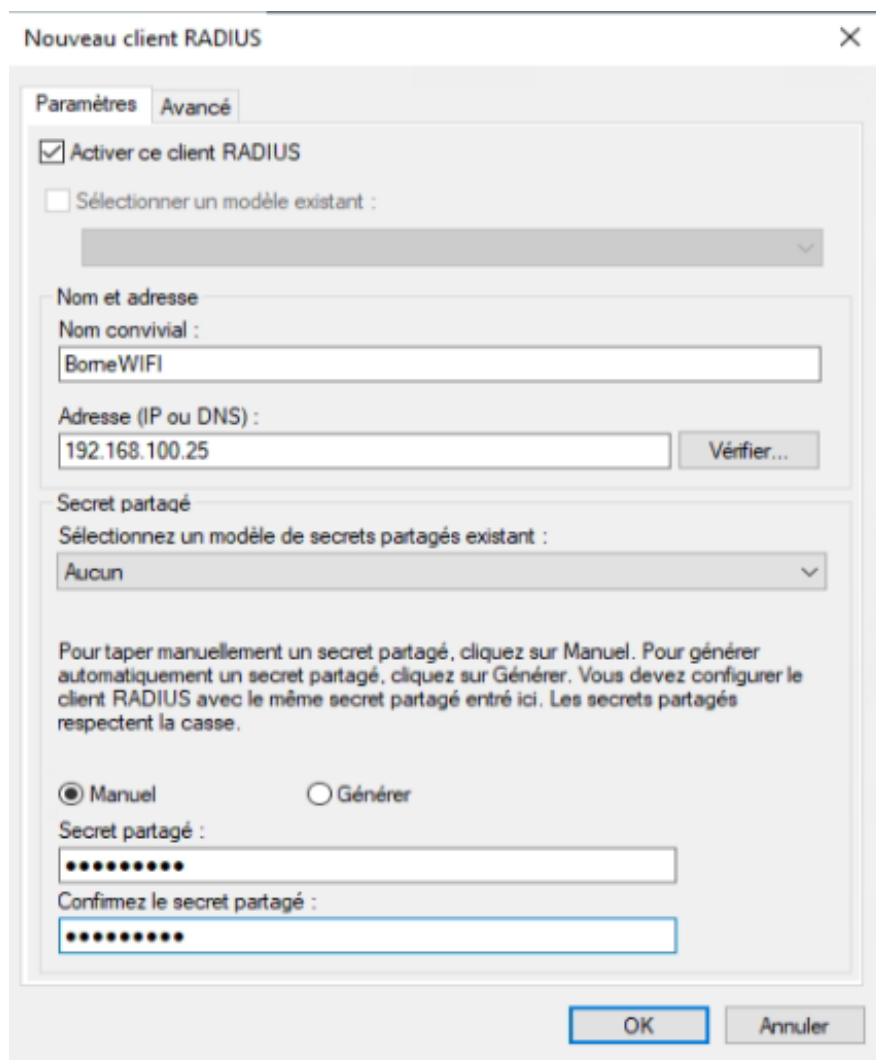 Nouveau client RADIUS
Paramètres Avancé
Activer ce client RADIUS
Sélectionner un modèle existant :
Nom et adresse
Nom convivial :
BorneWIFI
Adresse (IP ou DNS) :
192.168.100.25 Vérifier...
Secret partagé
Sélectionnez un modèle de secrets partagés existant :
Aucun
Pour taper manuellement un secret partagé, cliquez sur Manuel. Pour générer
automatiquement un secret partagé, cliquez sur Générer. Vous devez configurer le
client RADIUS avec le même secret partagé entré ici. Les secrets partagés
respectent la casse.
Manuel Générer
Secret partagé :
●●●●●●●●●
Confirmez le secret partagé :
●●●●●●●●●
OK Annuler